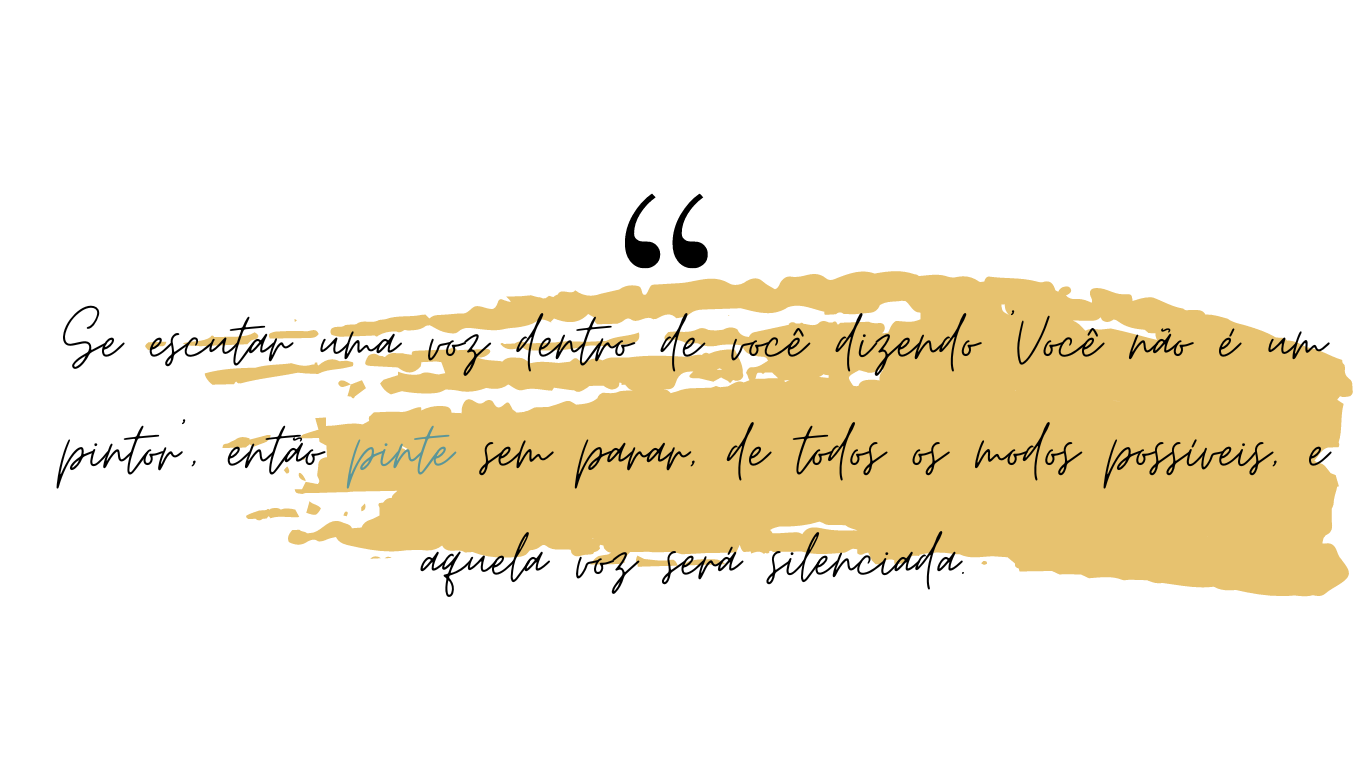 “
Se escutar uma voz dentro de você dizendo 'Você não é um
pintor', então pinte sem parar, de todos os modos possíveis, e
aquela voz será silenciada.